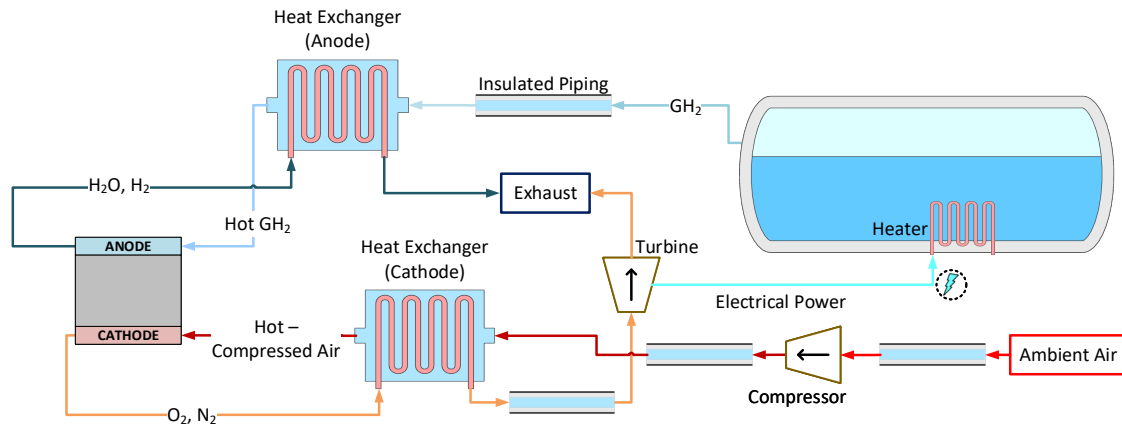 Heat Exchanger
(Anode)
Insulated Piping
GH₂
H₂O, H₂
Exhaust
Hot GH₂
Heater
ANODE
Heat Exchanger
(Cathode)
Turbine
Electrical Power
CATHODE
Hot –
Compressed Air
Ambient Air
Compressor
O₂, N₂